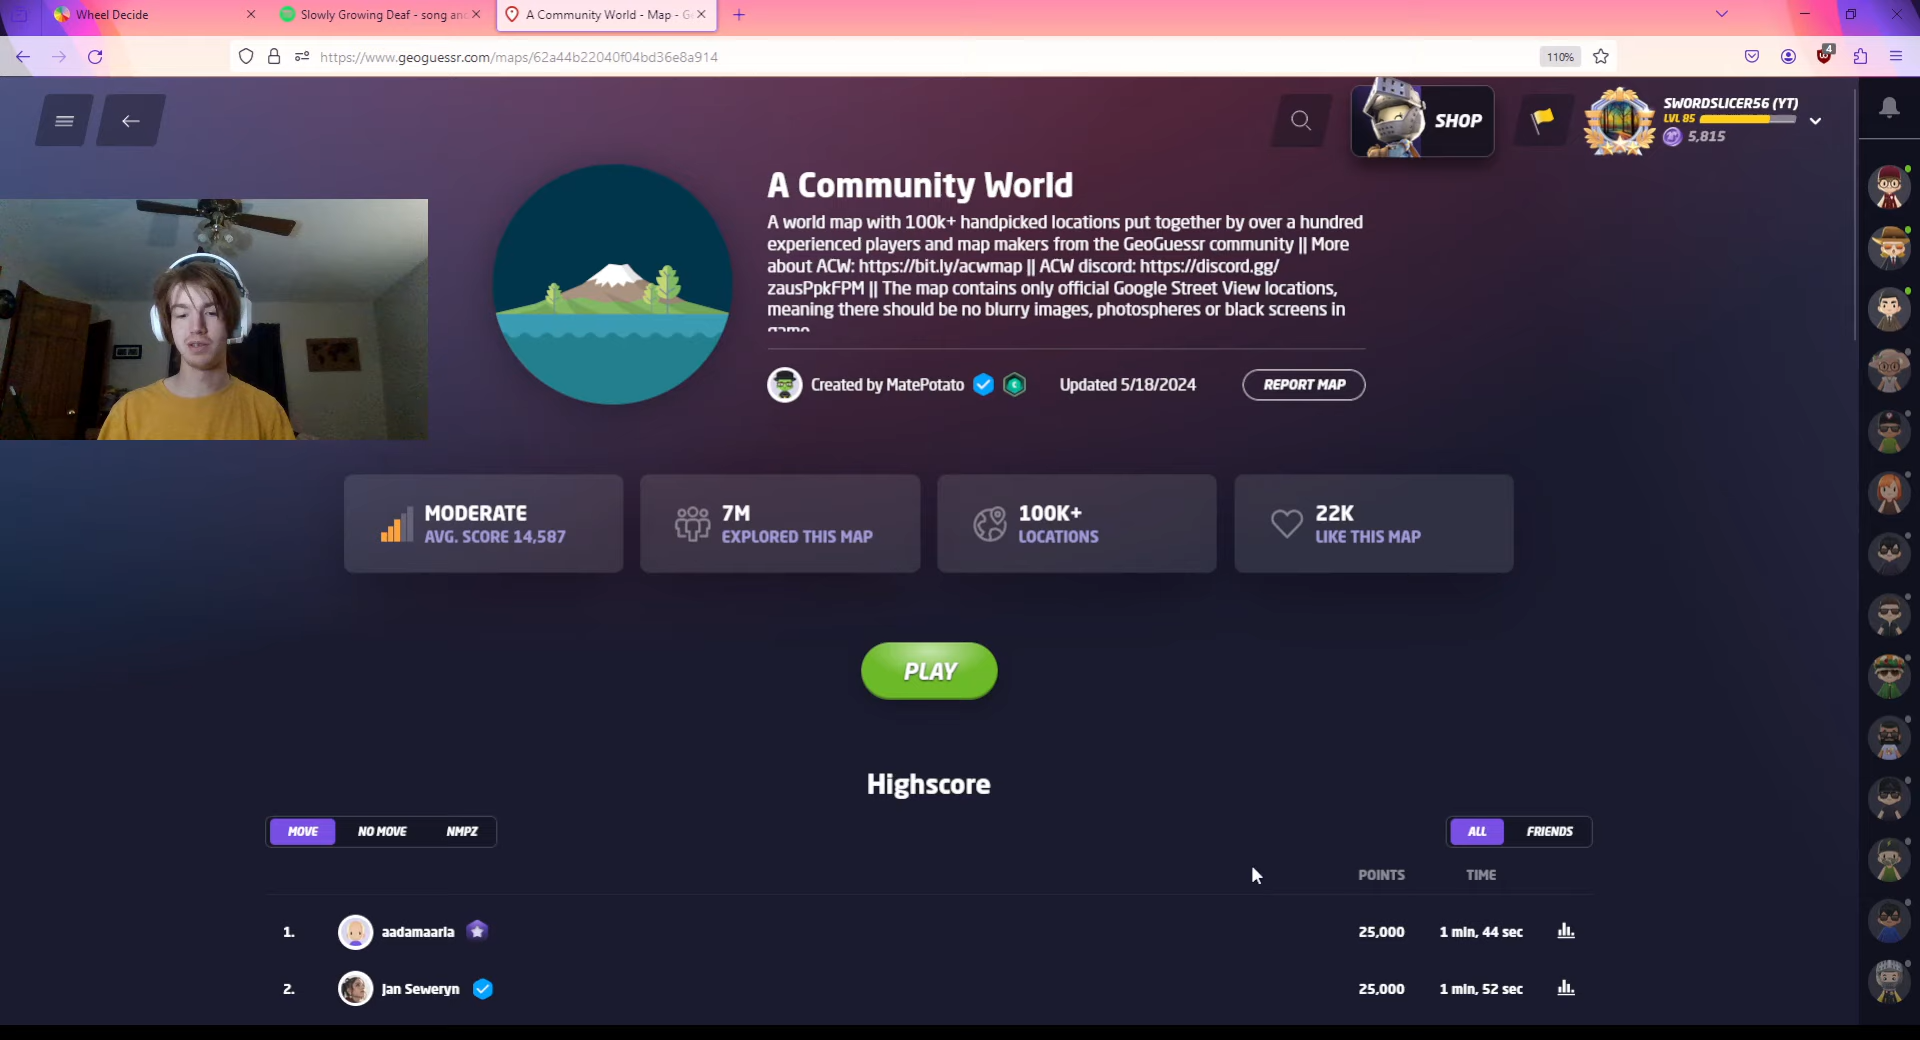 Wheel Decide
Slowly Growing Deaf - song an
A Community World - Map - G
https://www.geoguessr.com/maps/62a44b22040f04bd36e8a914
110%
4
SHOP
SWORDSLICER56 (YT)
LVL 85
5,815
A Community World
A world map with 100k+ handpicked locations put together by over a hundred
experienced players and map makers from the GeoGuessr community || More
about ACW: https://bit.ly/acwmap || ACW discord: https://discord.gg/
zausPpkFPM || The map contains only official Google Street View locations,
meaning there should be no blurry images, photospheres or black screens in
game
Created by MatePotato
Updated 5/18/2024
REPORT MAP
MODERATE
AVG. SCORE 14,587
7M
EXPLORED THIS MAP
100K+
LOCATIONS
22K
LIKE THIS MAP
PLAY
Highscore
MOVE NO MOVE NMPZ
ALL FRIENDS
POINTS TIME
1. aadamaarla 25,000 1 min, 44 sec
2. Jan Seweryn 25,000 1 min, 52 sec